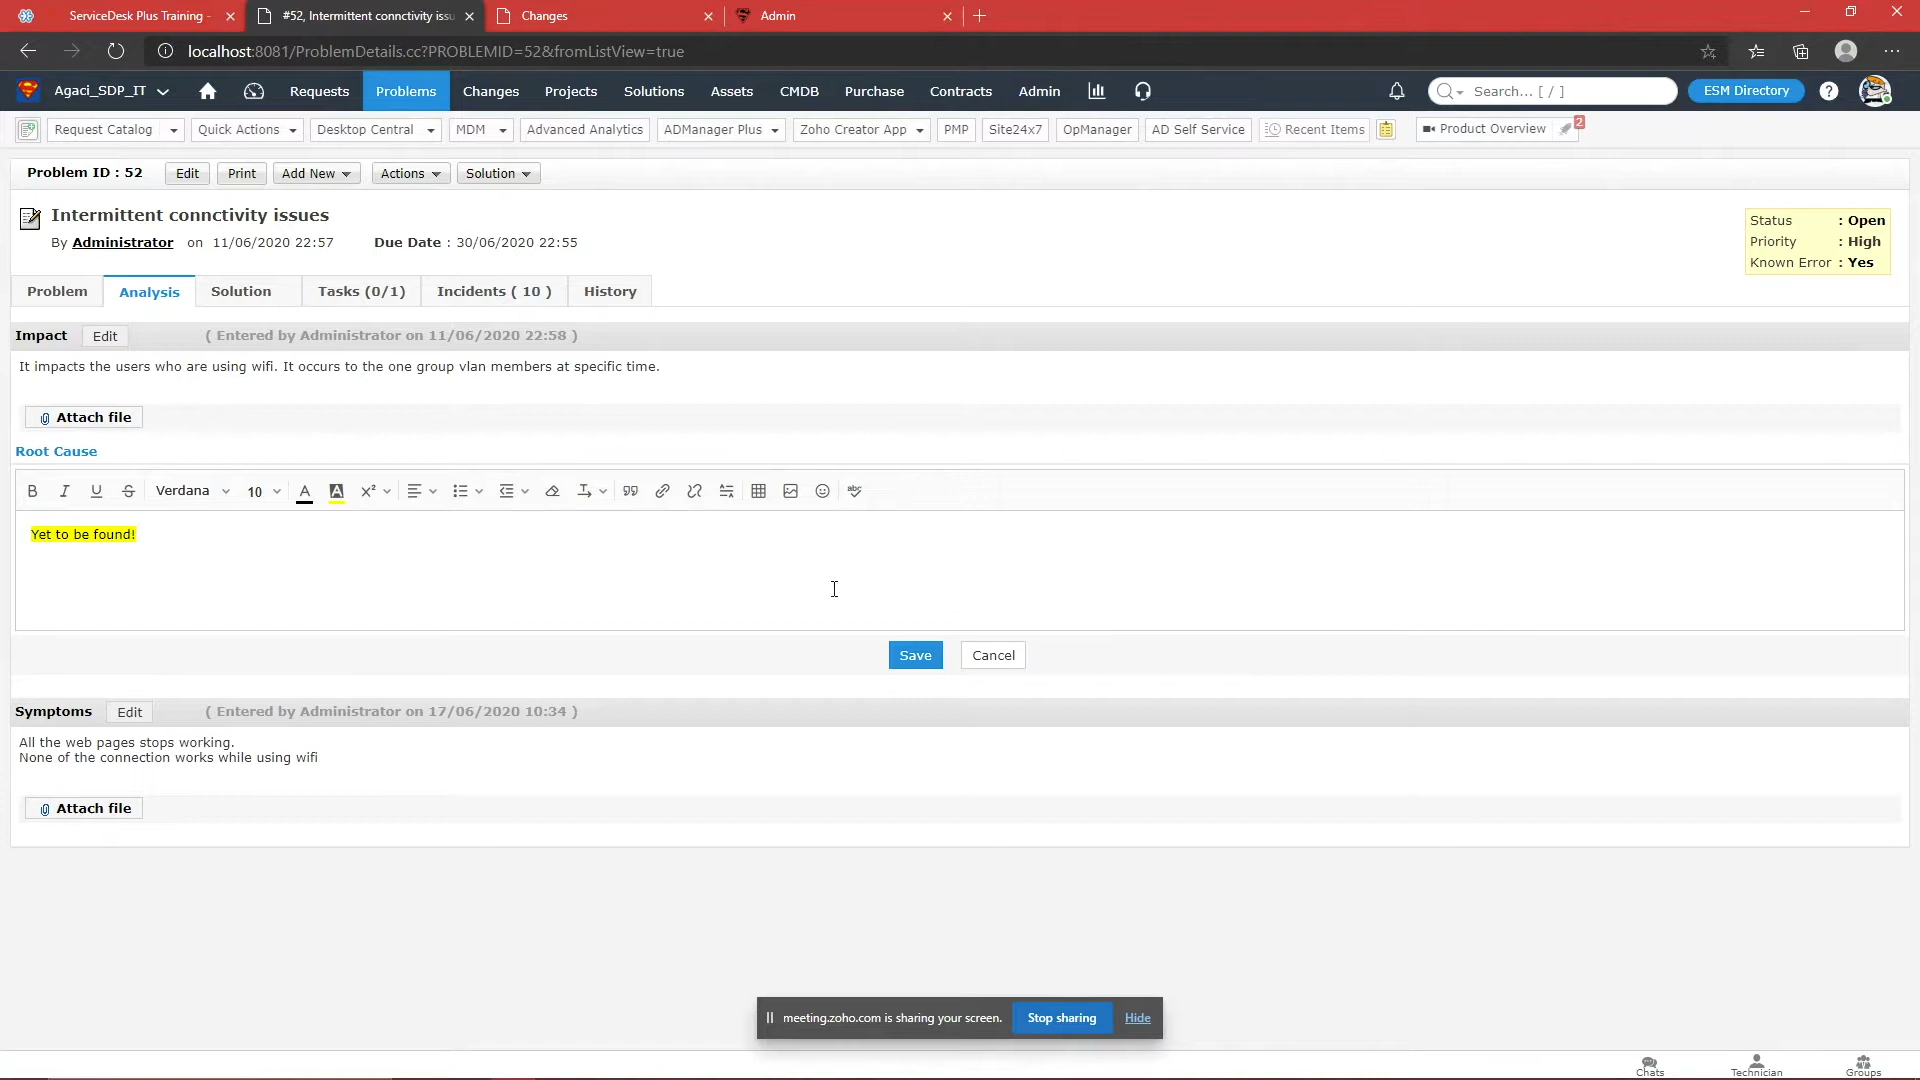 ServiceDesk Plus Training -
#52, Intermittent connctivity issu
Changes
Admin
localhost:8081/ProblemDetails.cc?PROBLEMID=52&fromListView=true
Agaci_SDP_IT
Requests
Problems
Changes
Projects
Solutions
Assets
CMDB
Purchase
Contracts
Admin
Search... [ / ]
ESM Directory
Request Catalog
Quick Actions
Desktop Central
MDM
Advanced Analytics
ADManager Plus
Zoho Creator App
PMP
Site24x7
OpManager
AD Self Service
Recent Items
Product Overview
2
Problem ID : 52
Edit
Print
Add New
Actions
Solution
Intermittent connctivity issues
By Administrator on 11/06/2020 22:57 Due Date : 30/06/2020 22:55
Status : Open
Priority : High
Known Error : Yes
Problem
Analysis
Solution
Tasks (0/1)
Incidents ( 10 )
History
Impact Edit ( Entered by Administrator on 11/06/2020 22:58 )
It impacts the users who are using wifi. It occurs to the one group vlan members at specific time.
Attach file
Root Cause
Verdana 10
Yet to be found!
Save
Cancel
Symptoms Edit ( Entered by Administrator on 17/06/2020 10:34 )
All the web pages stops working.
None of the connection works while using wifi
Attach file
meeting.zoho.com is sharing your screen. Stop sharing Hide
Chats
Technician
Groups